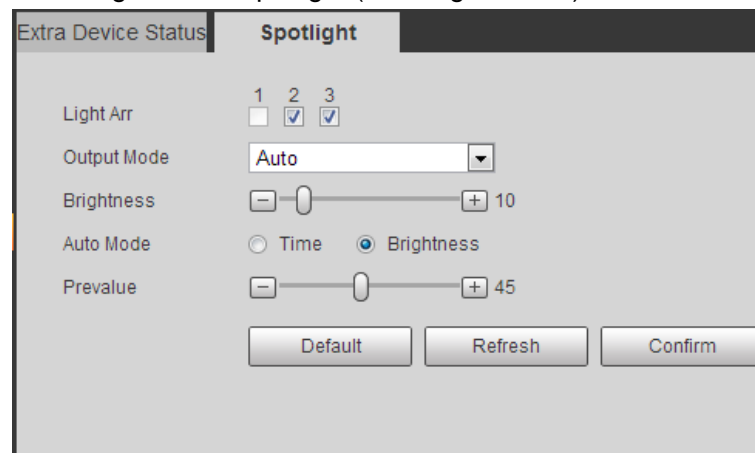 Extra Device Status Spotlight
1 2 3
Light Arr
Output Mode Auto
Brightness 10
Auto Mode Time Brightness
Prevalue 45
Default Refresh Confirm